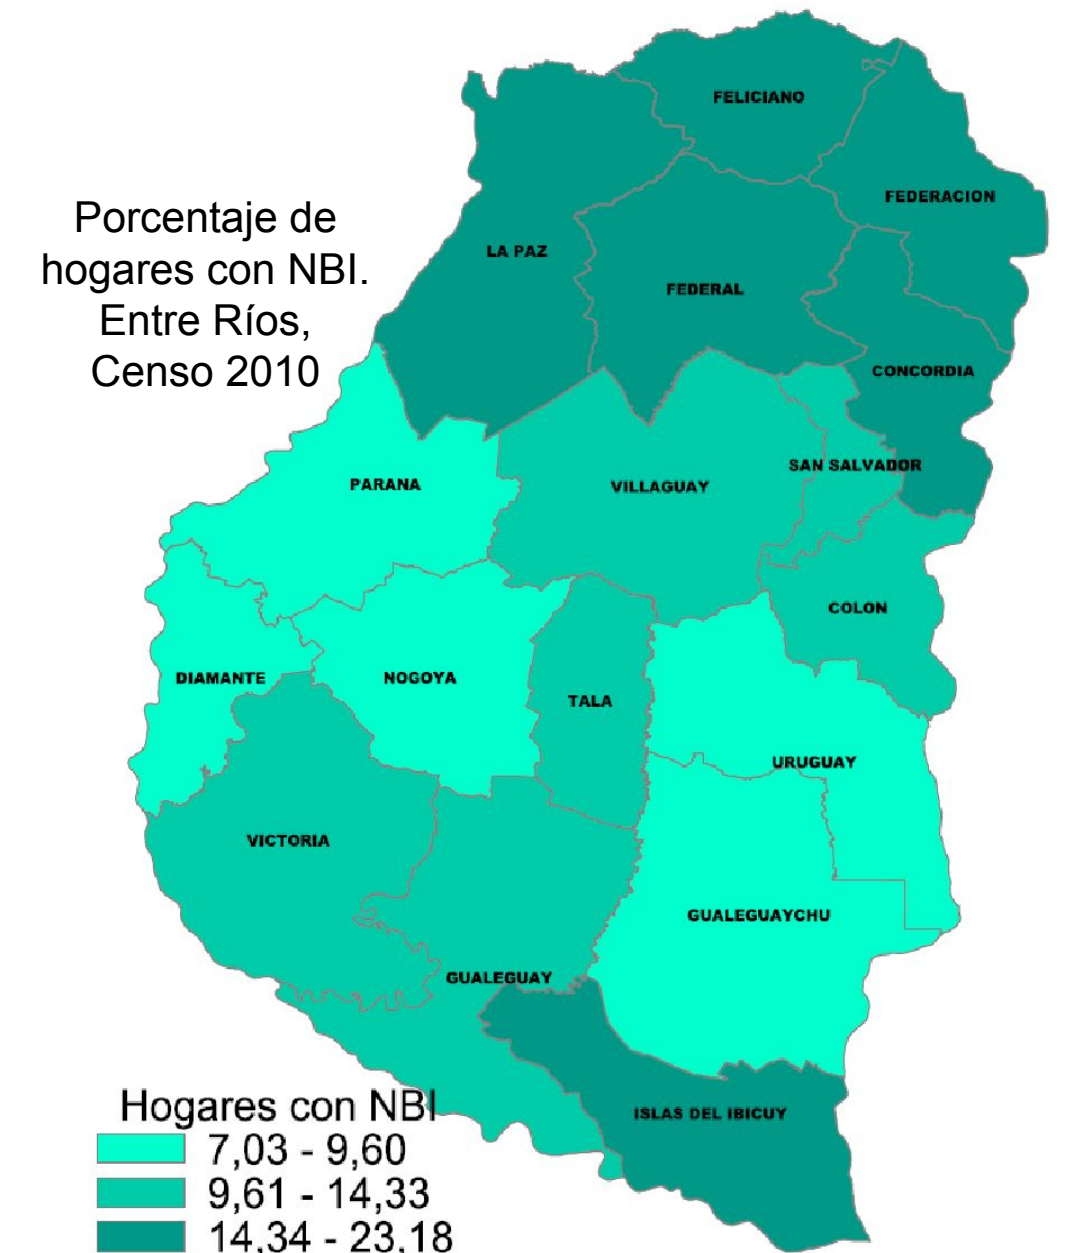 FELICIANO
FEDERACION
Porcentaje de
hogares con NBI.
Entre Ríos,
Censo 2010
LA PAZ
FEDERAL
CONCORDIA
SAN SALVADOR
PARANA
VILLAGUAY
COLON
DIAMANTE
NOGOYA
TALA
URUGUAY
VICTORIA
GUALEGUAYCHU
GUALEGUAY
ISLAS DEL IBICUY
Hogares con NBI
7,03 - 9,60
9,61 - 14,33
14,34 - 23,18